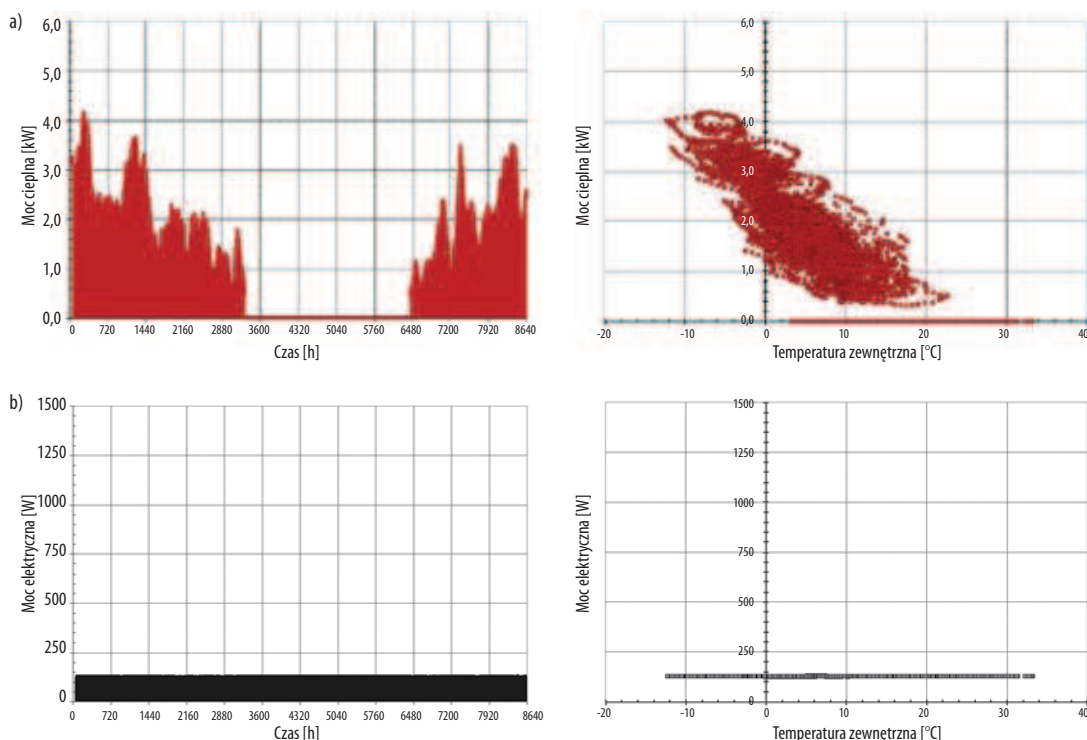 a)
6,0
5,0
4,0
3,0
2,0
1,0
0,0
Moc cieplna [kW]
0 720 1440 2160 2880 3600 4320 5040 5760 6480 7200 7920 8640
Czas [h]
6,0
5,0
4,0
3,0
2,0
1,0
0,0
Moc cieplna [kW]
-20 -10 0 10 20 30 40
Temperatura zewnętrzna [°C]
b)
1500
1250
1000
750
500
250
0
Moc elektryczna [W]
0 720 1440 2160 2880 3600 4320 5040 5760 6480 7200 7920 8640
Czas [h]
1500
1250
1000
750
500
250
0
Moc elektryczna [W]
-20 -10 0 10 20 30 40
Temperatura zewnętrzna [°C]